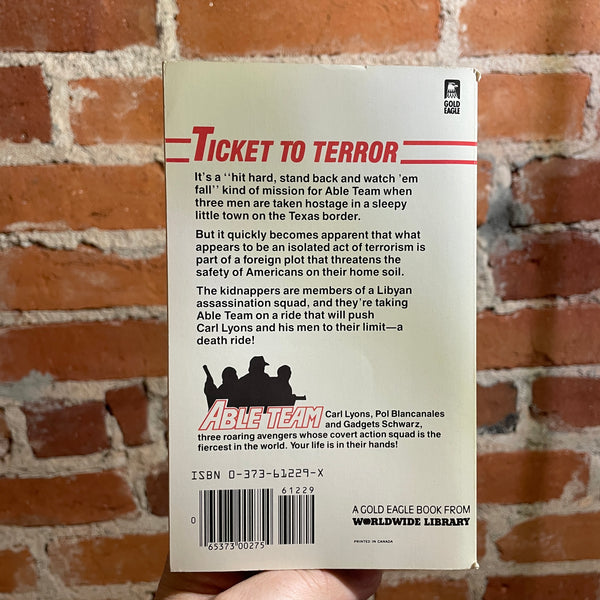 GOLD
EAGLE
TICKET TO TERROR
It's a "hit hard, stand back and watch 'em
fall" kind of mission for Able Team when
three men are taken hostage in a sleepy
little town on the Texas border.
But it quickly becomes apparent that what
appears to be an isolated act of terrorism is
part of a foreign plot that threatens the
safety of Americans on their home soil.
The kidnappers are members of a Libyan
assassination squad, and they're taking
Able Team on a ride that will push
Carl Lyons and his men to their limit—a
death ride!
ABLE TEAM Carl Lyons, Pol Blancanales
and Gadgets Schwarz,
three roaring avengers whose covert action squad is the
fiercest in the world. Your life is in their hands!
ISBN 0-373-61229-X
61229
0
65373 00275
A GOLD EAGLE BOOK FROM
WORLDWIDE LIBRARY
PRINTED IN CANADA